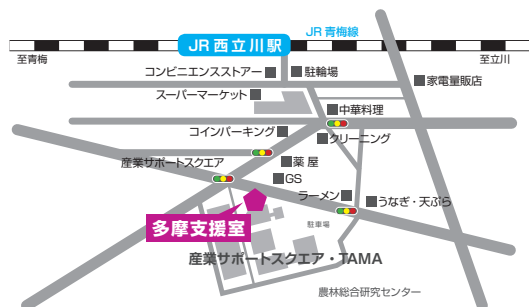 JR 青梅線
JR 西立川駅
至青梅
至立川
コンビニエンスストアー
駐輪場
家電量販店
スーパーマーケット
中華料理
コインパーキング
クリーニング
産業サポートスクエア
薬屋
GS
ラーメン
うなぎ・天ぷら
多摩支援室
駐車場
産業サポートスクエア・TAMA
農林総合研究センター